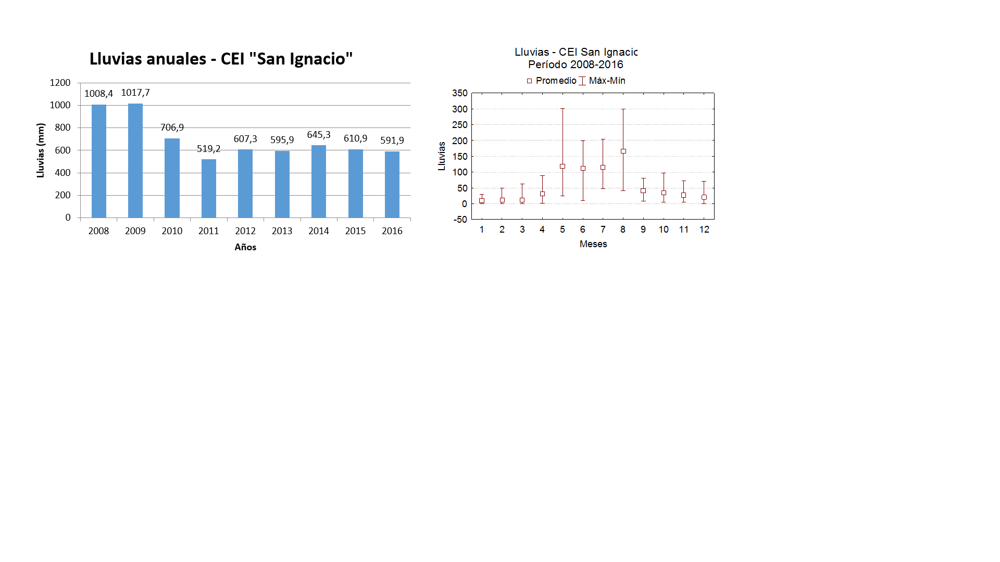 Lluvias anuales - CEI "San Ignacio"
1200
1000
800
600
400
200
0
Lluvias (mm)
1008,4
1017,7
706,9
519,2
607,3
595,9
645,3
610,9
591,9
2008 2009 2010 2011 2012 2013 2014 2015 2016
Años
Lluvias - CEI San Ignacio
Período 2008-2016
Promedio Máx-Mín
350
300
250
200
150
100
50
0
-50
Lluvias
1 2 3 4 5 6 7 8 9 10 11 12
Meses